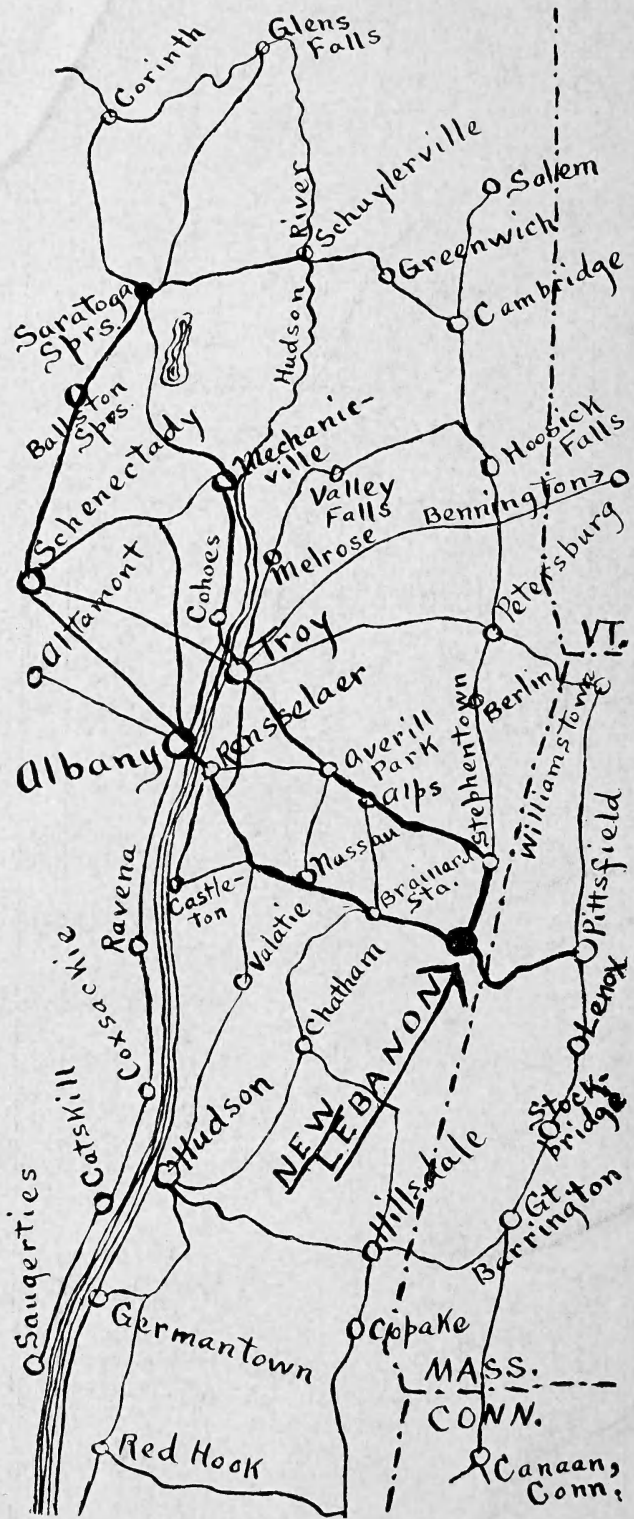 Glens
Falls
Corinth
River
Schuylerville
Salem
Greenwich
Saratoga
Sprs.
Hudson
Cambridge
Ballston
Sprs.
Schenectady
Mechanic-
ville
Hoosick
Falls
Valley
Falls
Bennington→
Melrose
Altamont
Cohoes
Petersburg
Troy
VT.
Rensselaer
Berlin
Williamstown
Albany
Averill
Park
Stephentown
Alps
Nassau
Brainard
Sta.
Castle-
ton
Pittsfield
Ravena
Valatie
Chatham
Lenox
Coxsackie
NEW
LEBANON
Stock-
bridge
Hudson
Catskill
Hillsdale
Gt.
Barrington
Saugerties
Germantown
Copake
MASS.
CONN.
Red Hook
Canaan,
Conn.